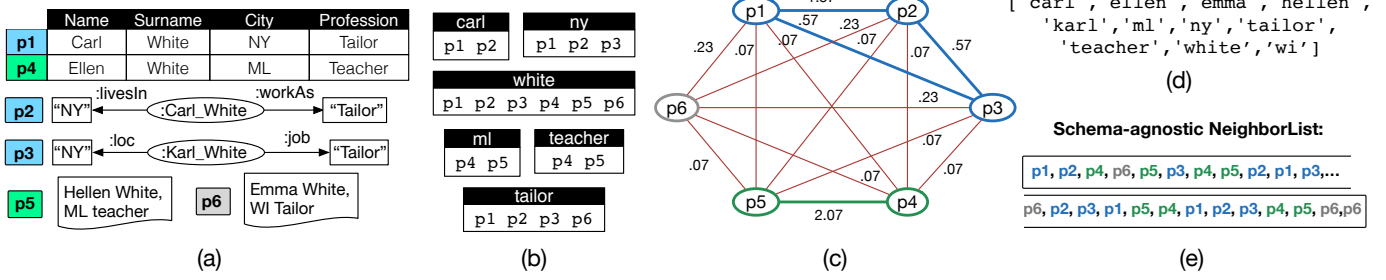 Name Surname City Profession
p1 Carl White NY Tailor
p4 Ellen White ML Teacher
:livesIn :workAs
p2 “NY” :Carl_White “Tailor”
:loc :job
p3 “NY” :Karl_White “Tailor”
p5 Hellen White,
ML teacher
p6 Emma White,
WI Tailor
(a)
carl
p1 p2
ny
p1 p2 p3
white
p1 p2 p3 p4 p5 p6
ml
p4 p5
teacher
p4 p5
tailor
p1 p2 p3 p6
(b)
p1 p2
.57 .23
.23 .07 .07 .07 .57
p6 .23 p3
.07 .07 .07
p5 p4
2.07
(c)
'karl','ml','ny','tailor',
'teacher','white’,’wi']
(d)
Schema-agnostic NeighborList:
p1, p2, p4, p6, p5, p3, p4, p5, p2, p1, p3,...
p6, p2, p3, p1, p5, p4, p1, p2, p3, p4, p5, p6,p6
(e)